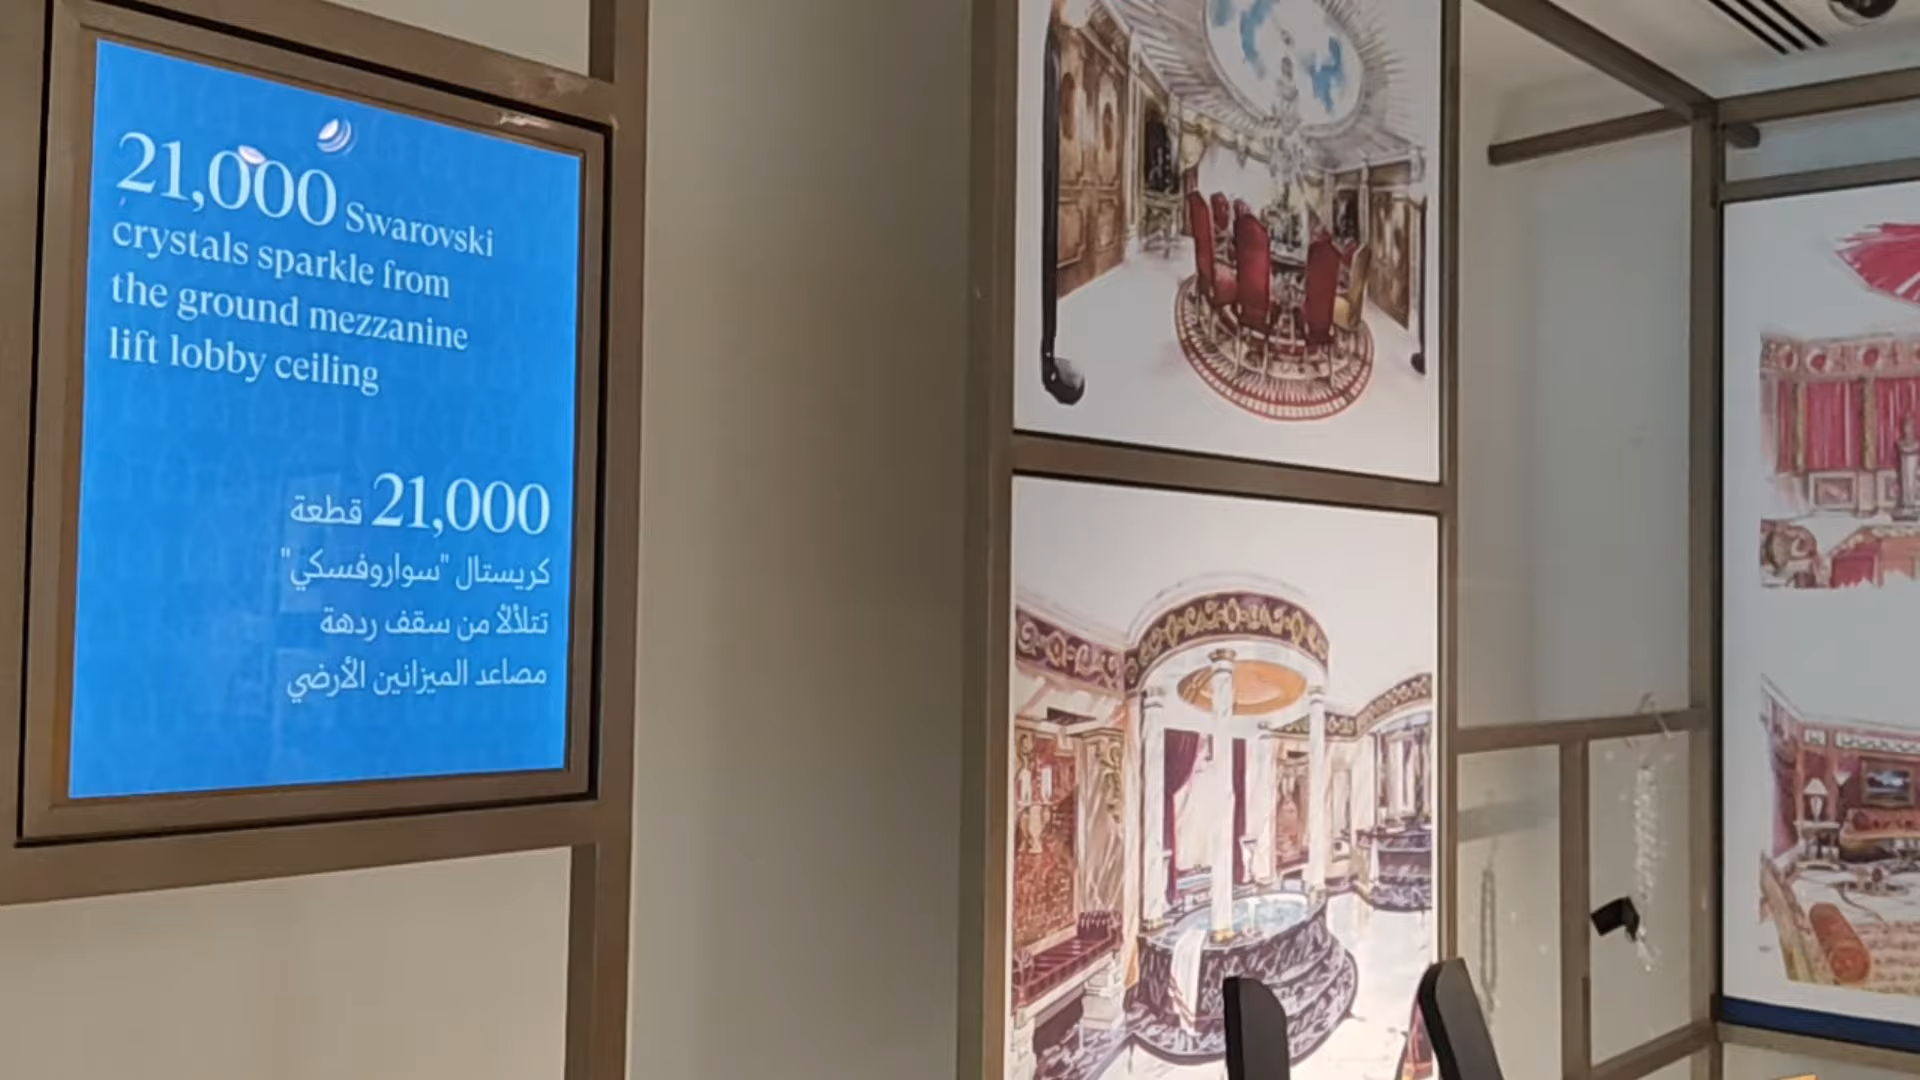 21,000 Swarovski
crystals sparkle from
the ground mezzanine
lift lobby ceiling
21,000 قطعة
كريستال "سواروفسكي"
تتلألأ من سقف ردهة
مصاعد الميزانين الأرضي